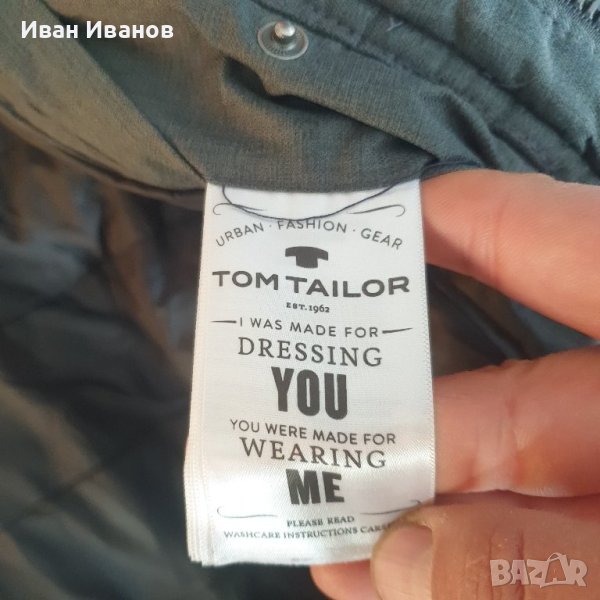 Иван Иванов
URBAN · FASHION · GEAR
TOM TAILOR
EST. 1962
I WAS MADE FOR
DRESSING
YOU
YOU WERE MADE FOR
WEARING
ME
PLEASE READ
WASHCARE INSTRUCTIONS
BAZAR